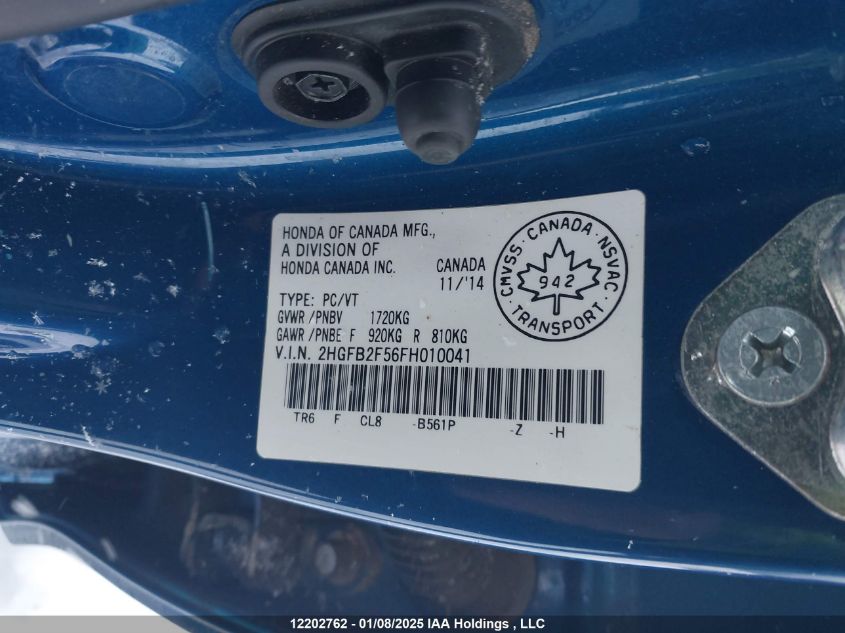 HONDA OF CANADA MFG.,
A DIVISION OF
HONDA CANADA INC.
CANADA
11/'14
CMVSS · CANADA · NSVAC
942
TRANSPORT
TYPE: PC/VT
GVWR /PNBV 1720KG
GAWR /PNBE F 920KG R 810KG
V.I.N. 2HGFB2F56FH010041
TR6 F CL8 -B561P -Z -H
12202762 - 01/08/2025 IAA Holdings , LLC